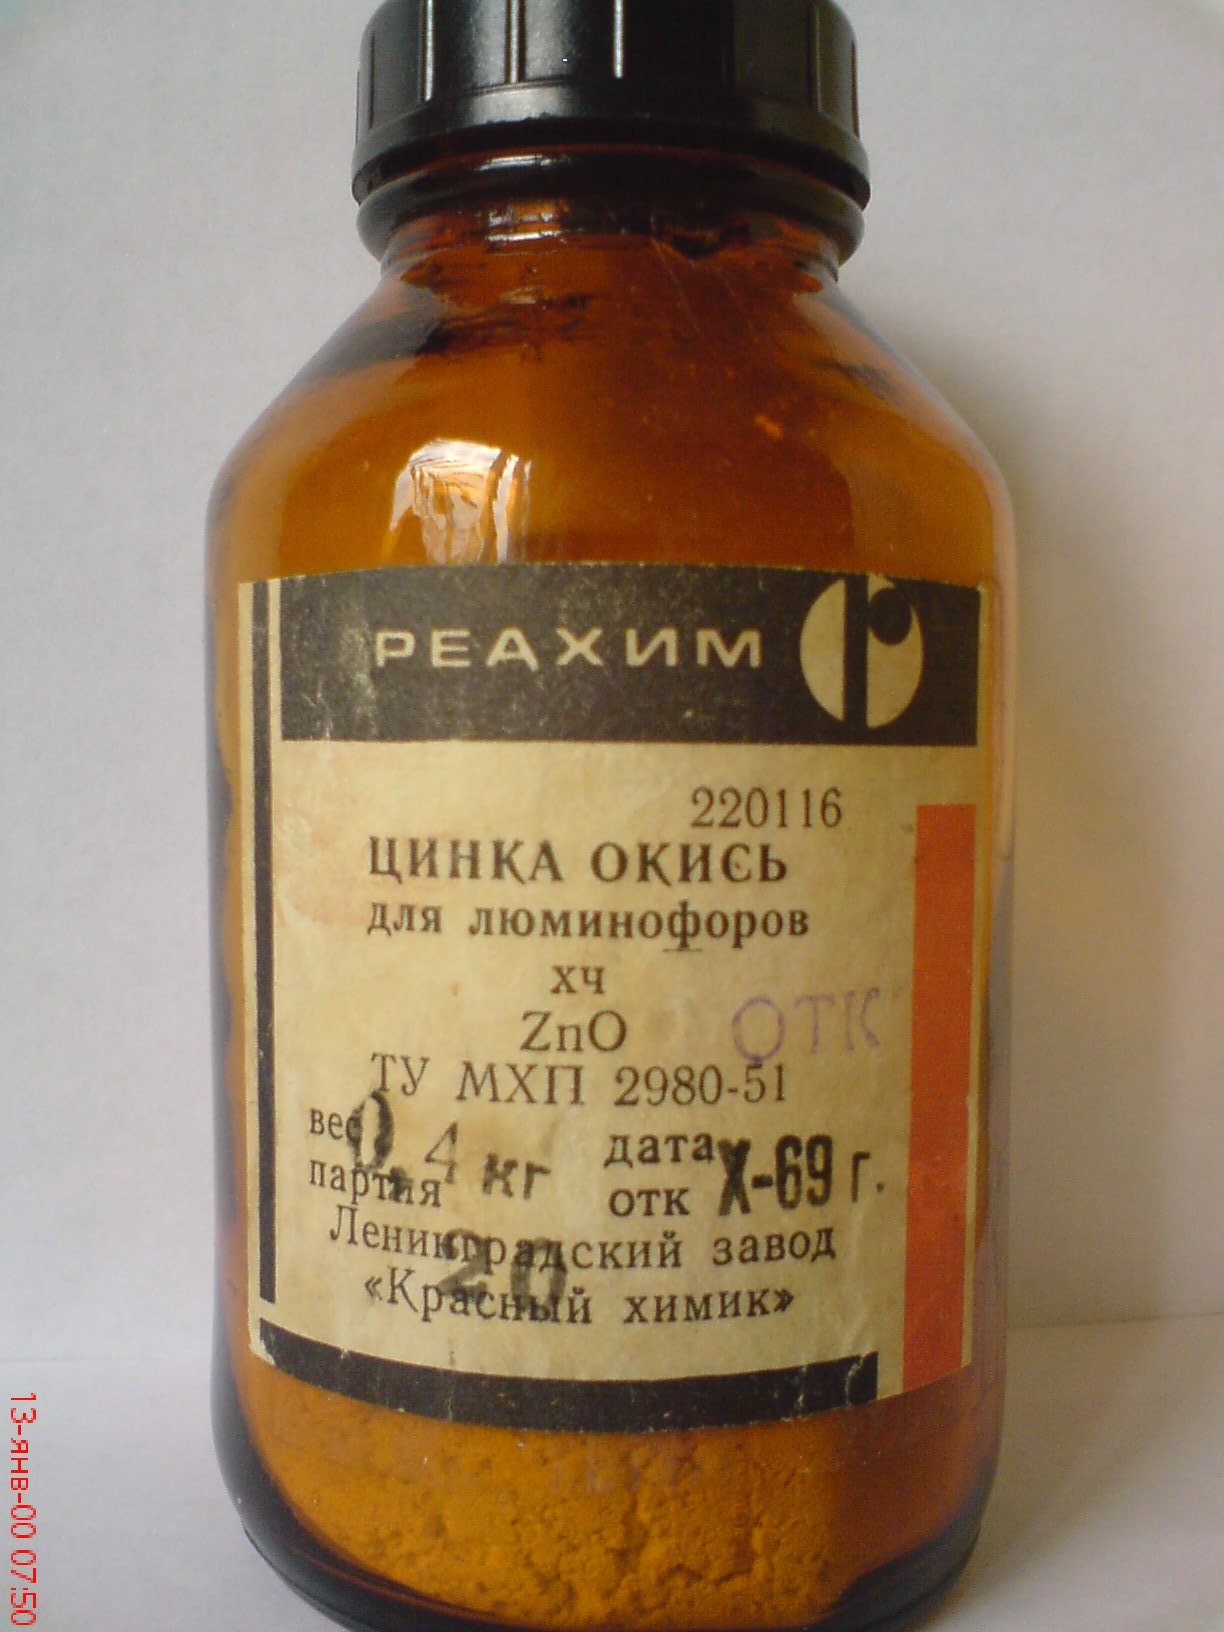 РЕАХИМ
220116
ЦИНКА ОКИСЬ
для люминофоров
хч
ZnO
ОТК
ТУ МХП 2980-51
вес 0,4 кг
дата
партия 20
отк X-69 г.
Ленинградский завод
«Красный химик»
13-янв-00 07:50